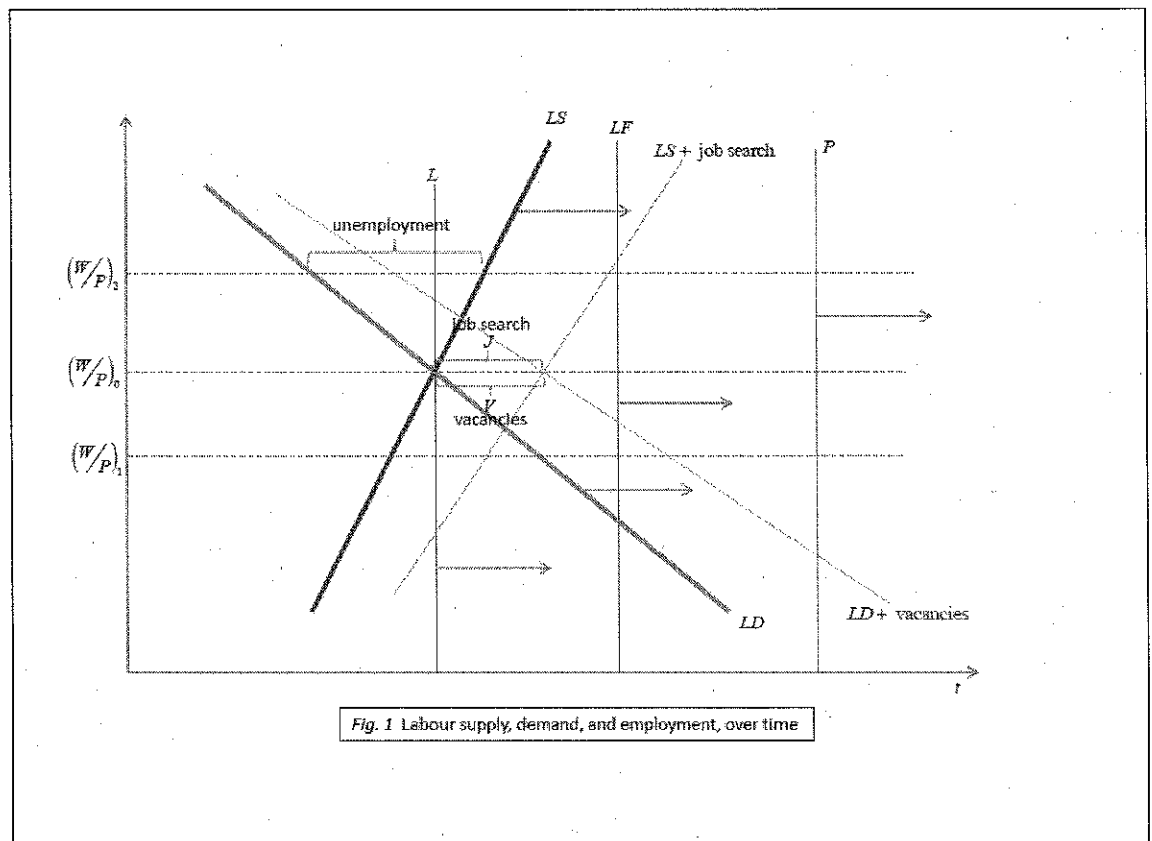 LS
LF
P
LS + job search
L
unemployment
(W/P)₂
job search
J
(W/P)₀
V
vacancies
(W/P)₁
LD
LD + vacancies
t
Fig. 1 Labour supply, demand, and employment, over time